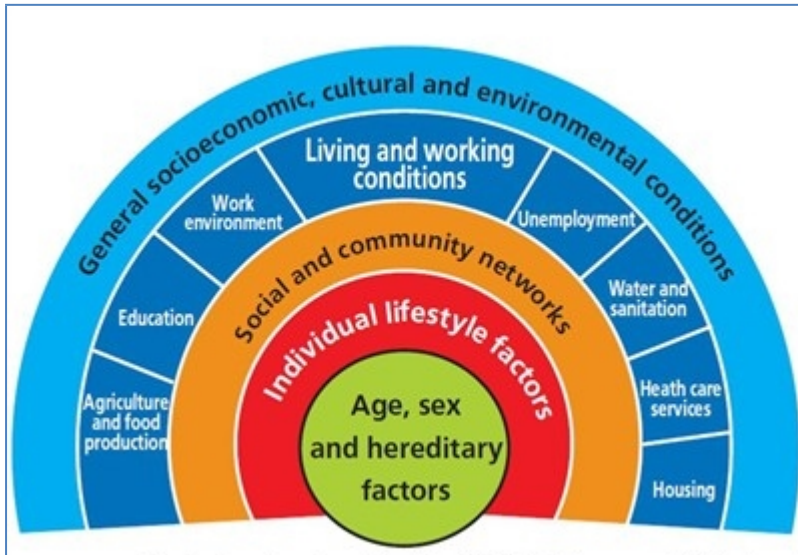 General socioeconomic, cultural and environmental conditions
Living and working
conditions
Work
environment
Unemployment
Education
Water and
sanitation
Agriculture
and food
production
Heath care
services
Housing
Social and community networks
Individual lifestyle factors
Age, sex
and hereditary
factors